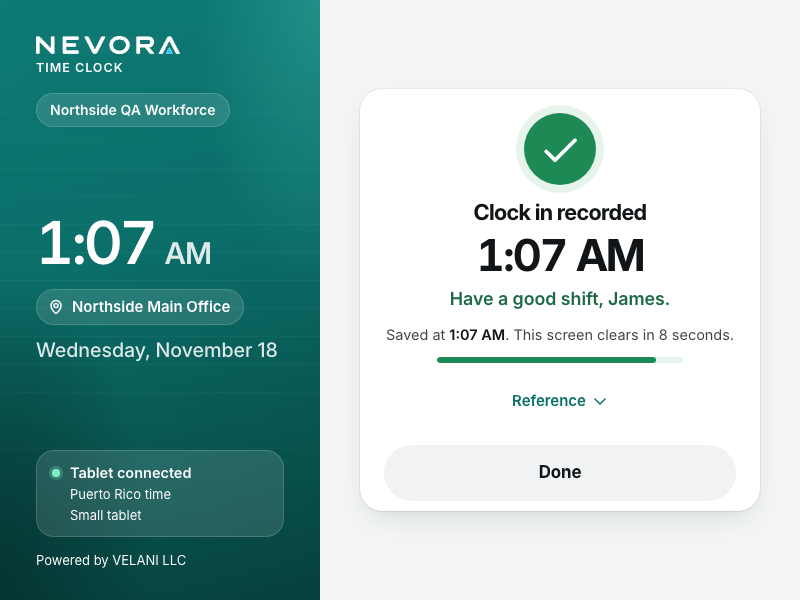 NEVORA
TIME CLOCK
Northside QA Workforce
1:07 AM
Northside Main Office
Wednesday, November 18
Tablet connected
Puerto Rico time
Small tablet
Powered by VELANI LLC
Clock in recorded
1:07 AM
Have a good shift, James.
Saved at 1:07 AM. This screen clears in 8 seconds.
Reference
Done